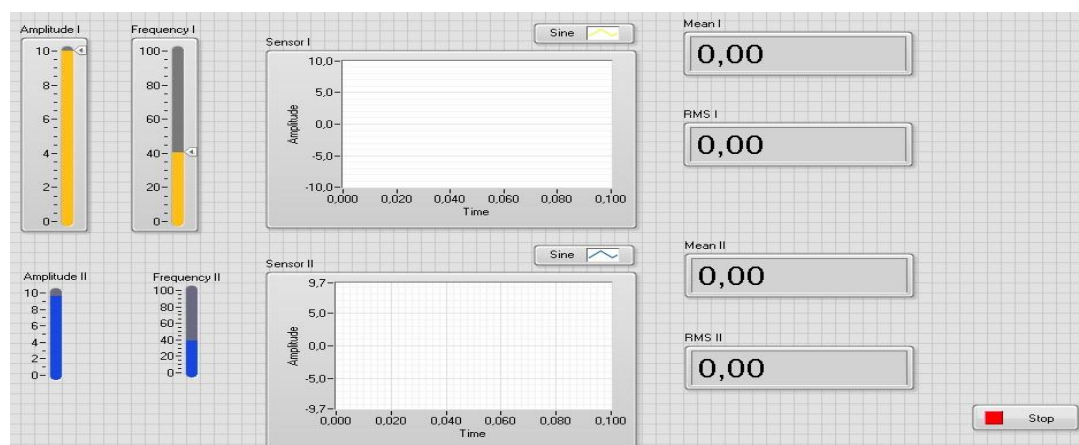 Amplitude I
10
8
6
4
2
0
Frequency I
100
80
60
40
20
0
Sensor I
Sine
10,0
5,0
0,0
-5,0
-10,0
Amplitude
0,000 0,020 0,040 0,060 0,080 0,100
Time
Mean I
0,00
RMS I
0,00
Amplitude II
10
8
6
4
2
0
Frequency II
100
80
60
40
20
0
Sensor II
Sine
9,7
5,0
0,0
-5,0
-9,7
Amplitude
0,000 0,020 0,040 0,060 0,080 0,100
Time
Mean II
0,00
RMS II
0,00
Stop